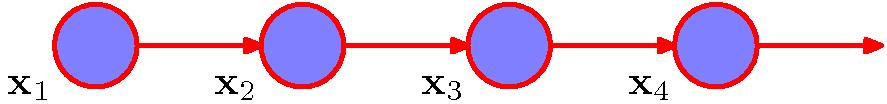 x₁ x₂ x₃ x₄